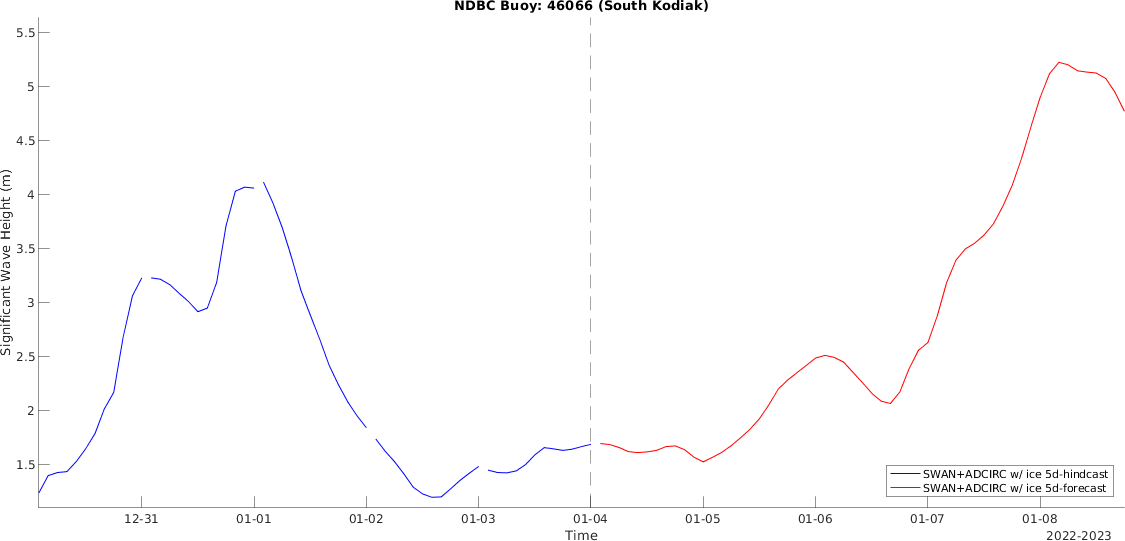 NDBC Buoy: 46066 (South Kodiak)
5.5
5
4.5
4
3.5
3
2.5
2
1.5
Significant Wave Height (m)
SWAN+ADCIRC w/ ice 5d-hindcast
SWAN+ADCIRC w/ ice 5d-forecast
12-31 01-01 01-02 01-03 01-04 01-05 01-06 01-07 01-08
Time
2022-2023